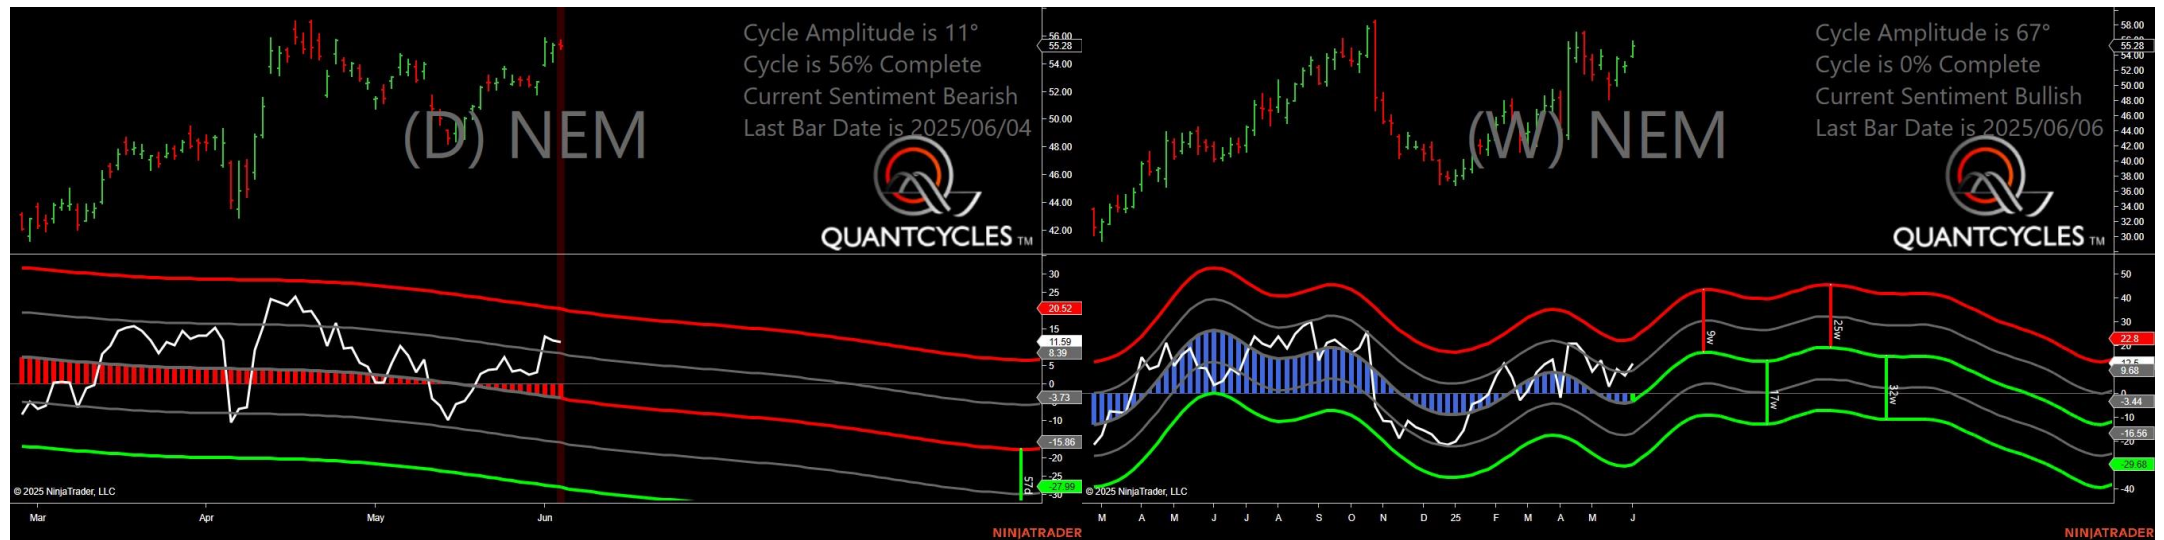 Cycle Amplitude is 11°
Cycle is 56% Complete
Current Sentiment Bearish
Last Bar Date is 2025/06/04
(D) NEM
QUANTCYCLES TM
56.00
55.28
54.00
52.00
50.00
48.00
46.00
44.00
42.00
30
25
20.52
15
11.59
8.39
5
0
-3.73
-10
-15.86
-20
-25
-27.99
-30
57d
© 2025 NinjaTrader, LLC
Mar Apr May Jun
NINJATRADER
Cycle Amplitude is 67°
Cycle is 0% Complete
Current Sentiment Bullish
Last Bar Date is 2025/06/06
(W) NEM
QUANTCYCLES TM
58.00
55.28
54.00
52.00
50.00
48.00
46.00
44.00
42.00
40.00
38.00
36.00
34.00
32.00
30.00
50
40
30
22.8
20
9.68
0
-3.44
-10
-16.56
-20
-29.68
-40
9w
25w
17w
32w
© 2025 NinjaTrader, LLC
M A M J J A S O N D 25 F M A M J
NINJATRADER